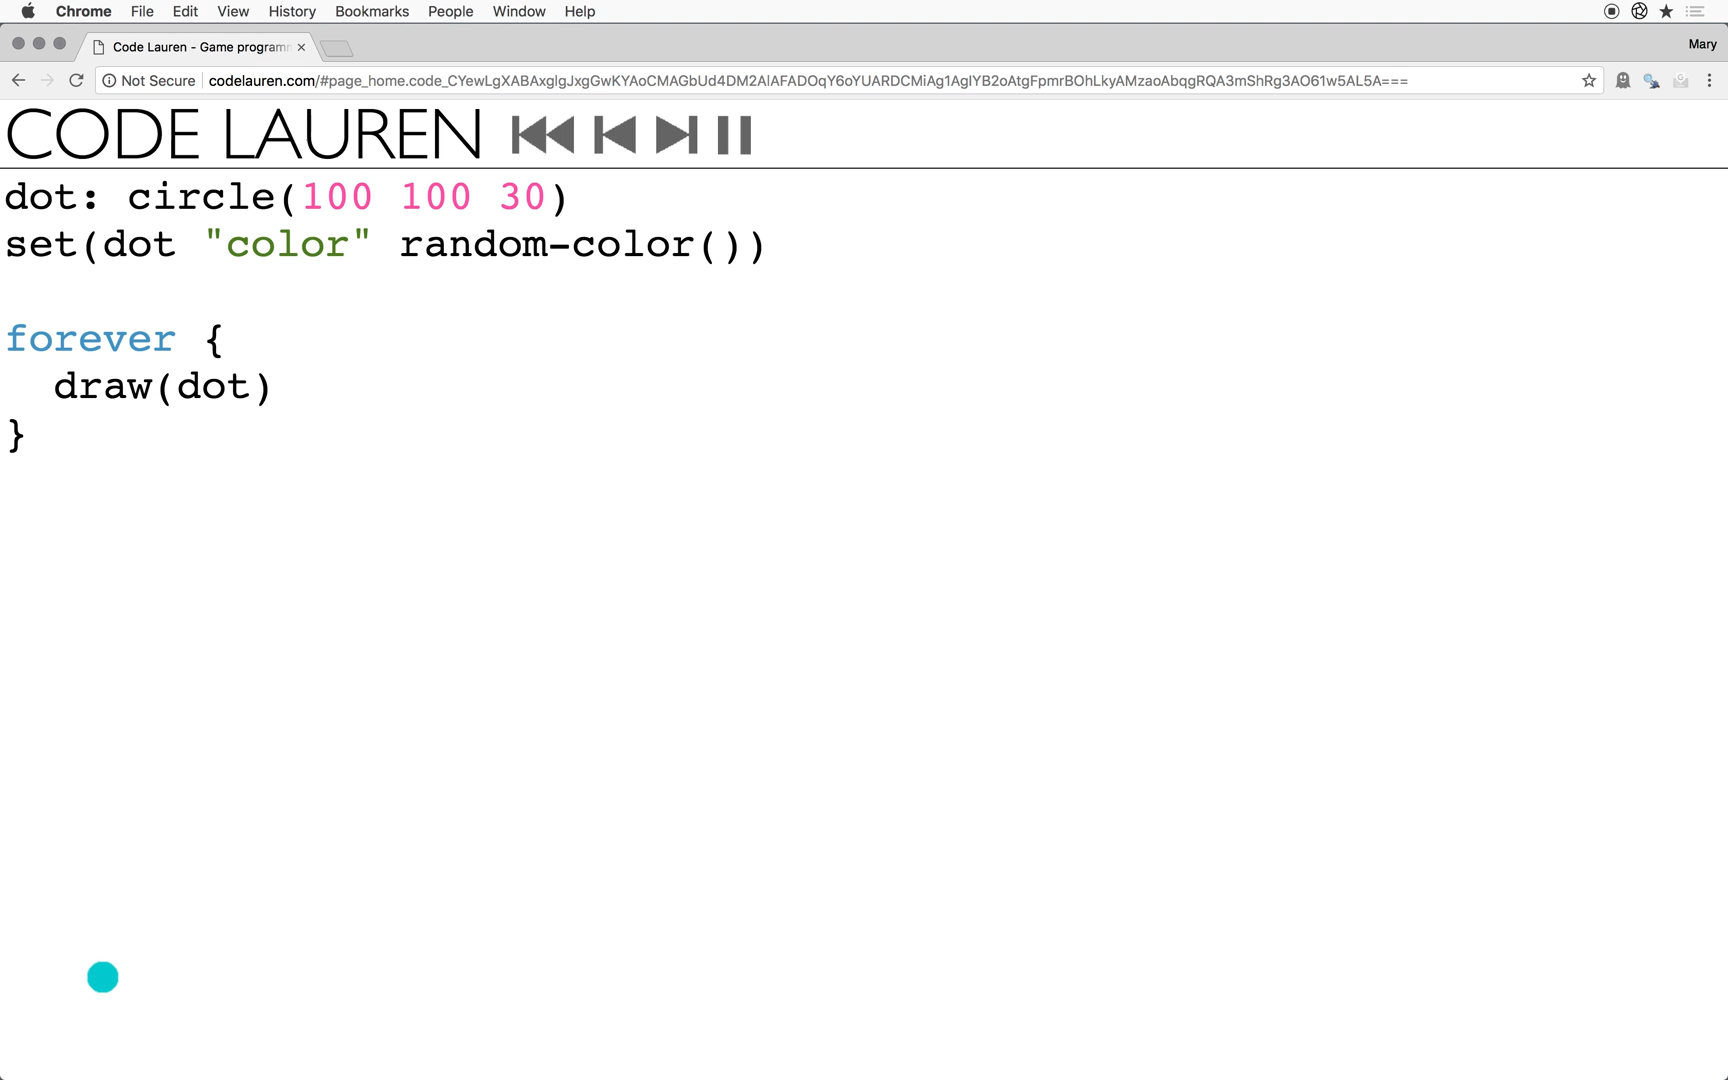 Chrome File Edit View History Bookmarks People Window Help
Code Lauren - Game programm
Mary
Not Secure codelauren.com/#page_home.code_CYewLgXABAxglgJxgGwKYAoCMAGbUd4DM2AlAFADOqY6oYUARDCMiAg1AgIYB2oAtgFpmrBOhLkyAMzaoAbqgRQA3mShRg3AO61w5AL5A===
CODE LAUREN
dot: circle(100 100 30)
set(dot "color" random-color())
forever {
draw(dot)
}